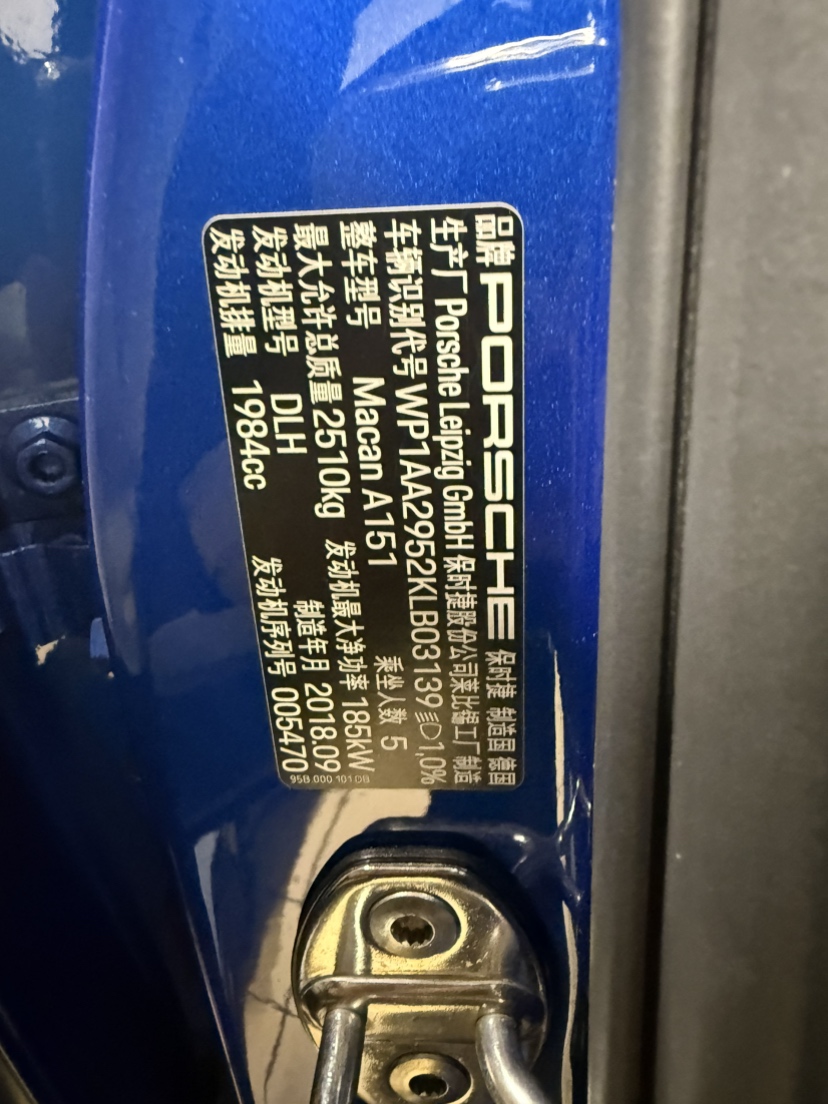 品牌 PORSCHE 保时捷 制造国 德国
生产厂 Porsche Leipzig GmbH 保时捷股份公司莱比锡工厂制造
车辆识别代号 WP1AA2952KLB03139 1,0%
整车型号 Macan A151 乘坐人数 5
最大允许总质量 2510kg 发动机最大净功率 185kW
发动机型号 DLH 制造年月 2018.09
发动机排量 1984cc 发动机序列号 005470
95B.000.101.DB